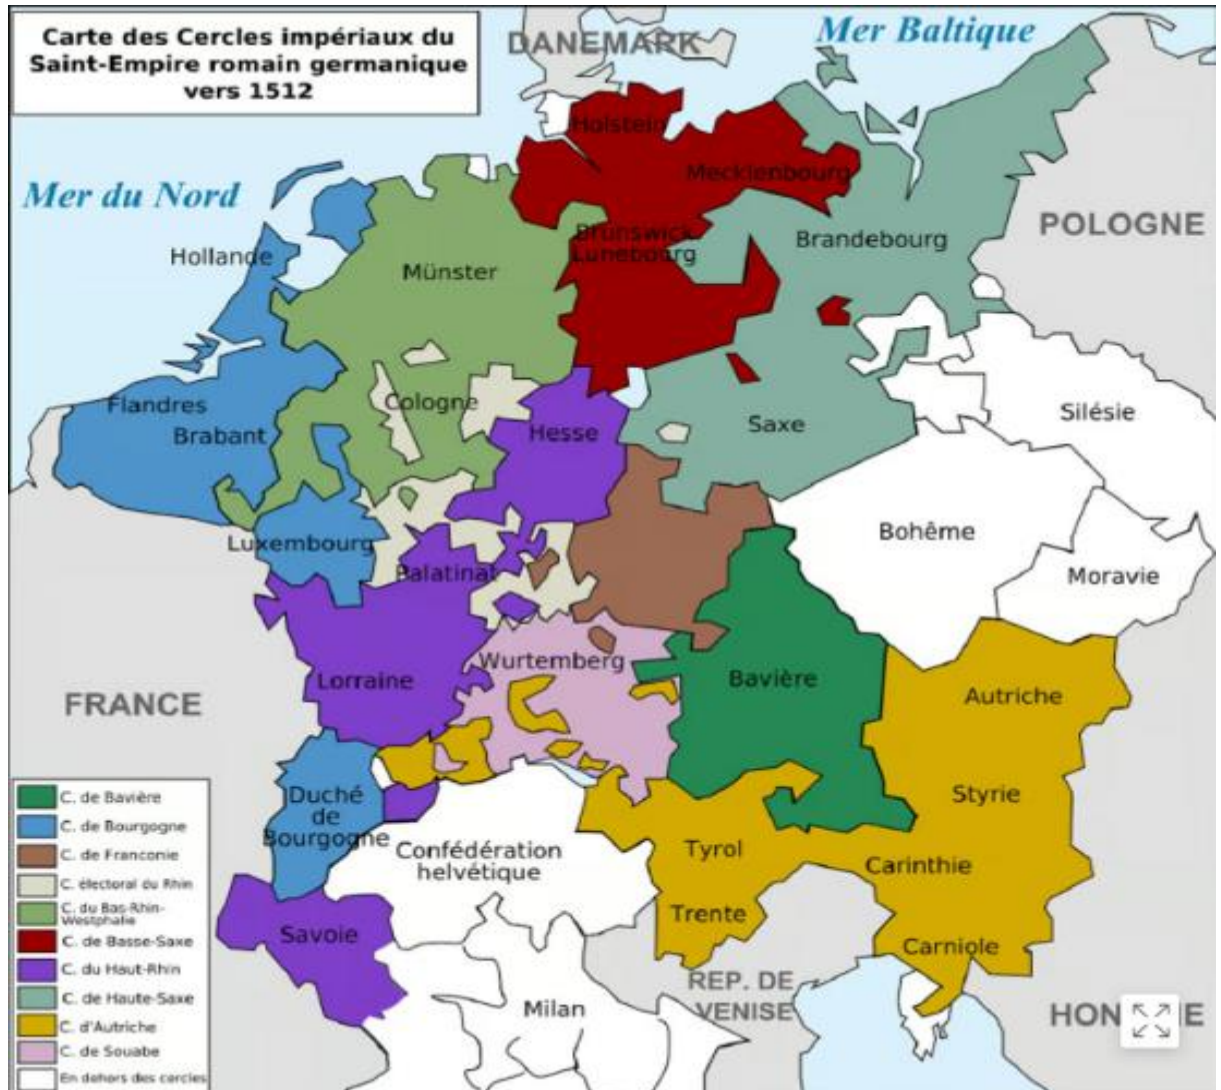 Carte des Cercles impériaux du
Saint-Empire romain germanique
vers 1512
DANEMARK
Mer Baltique
Holstein
Mecklenbourg
Mer du Nord
POLOGNE
Hollande
Brunswick
Lunebourg
Brandebourg
Münster
Flandres
Brabant
Cologne
Hesse
Saxe
Silésie
Luxembourg
Palatinat
Bohême
Moravie
Wurtemberg
Lorraine
Bavière
Autriche
FRANCE
Duché
de
Bourgogne
Styrie
Confédération
helvétique
Tyrol
Carinthie
Trente
Savoie
Carniole
REP. DE
VENISE
Milan
C. de Bavière
C. de Bourgogne
C. de Franconie
C. électoral du Rhin
C. du Bas-Rhin-
Westphalie
C. de Basse-Saxe
C. du Haut-Rhin
C. de Haute-Saxe
C. d'Autriche
C. de Souabe
En dehors des cercles